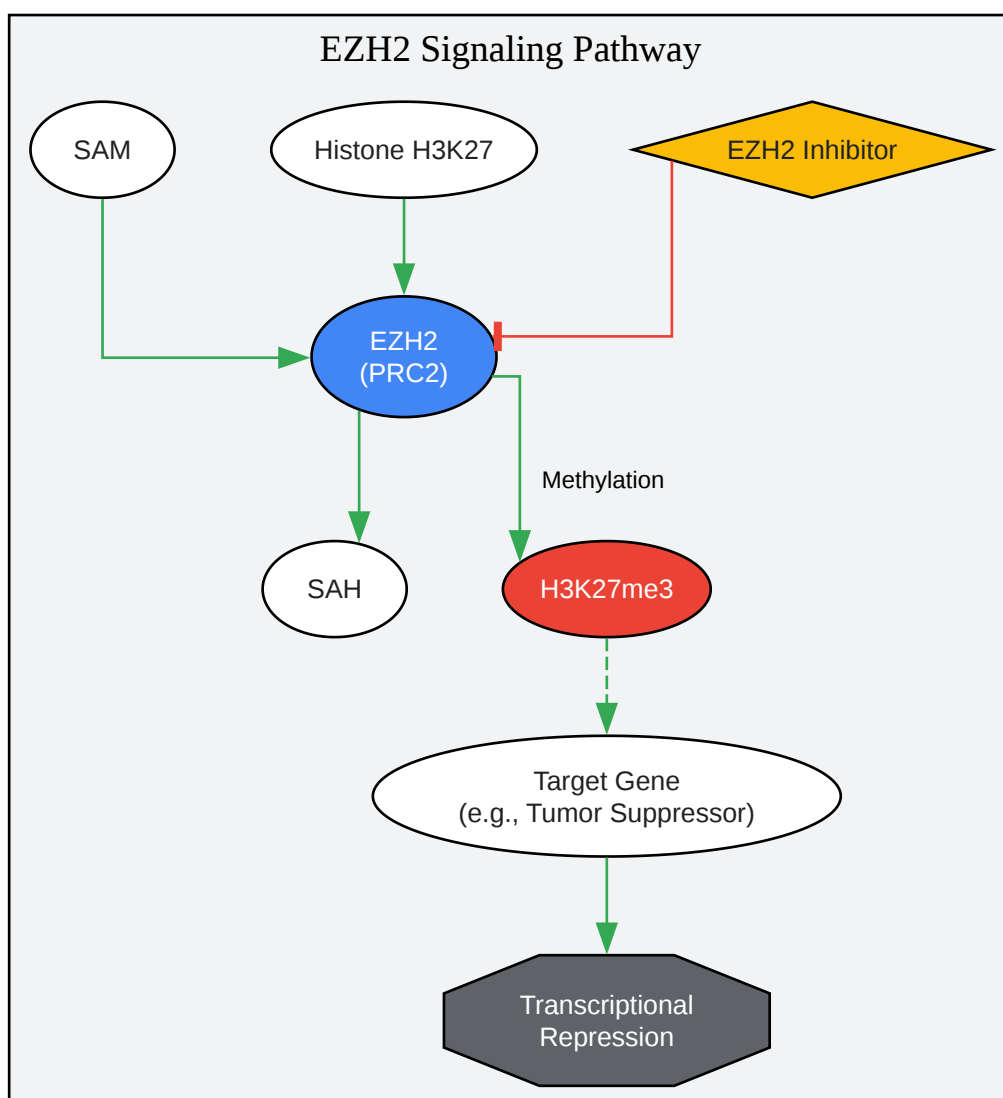 EZH2 Signaling Pathway
SAM
Histone H3K27
EZH2 Inhibitor
EZH2
(PRC2)
Methylation
SAH
H3K27me3
Target Gene
(e.g., Tumor Suppressor)
Transcriptional
Repression